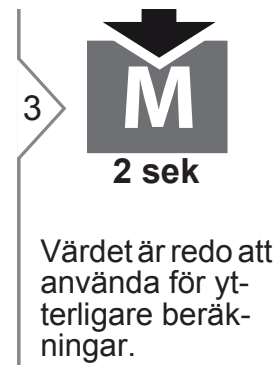 3
M
2 sek
Värdet är redo att
använda för yt-
terligare beräk-
ningar.